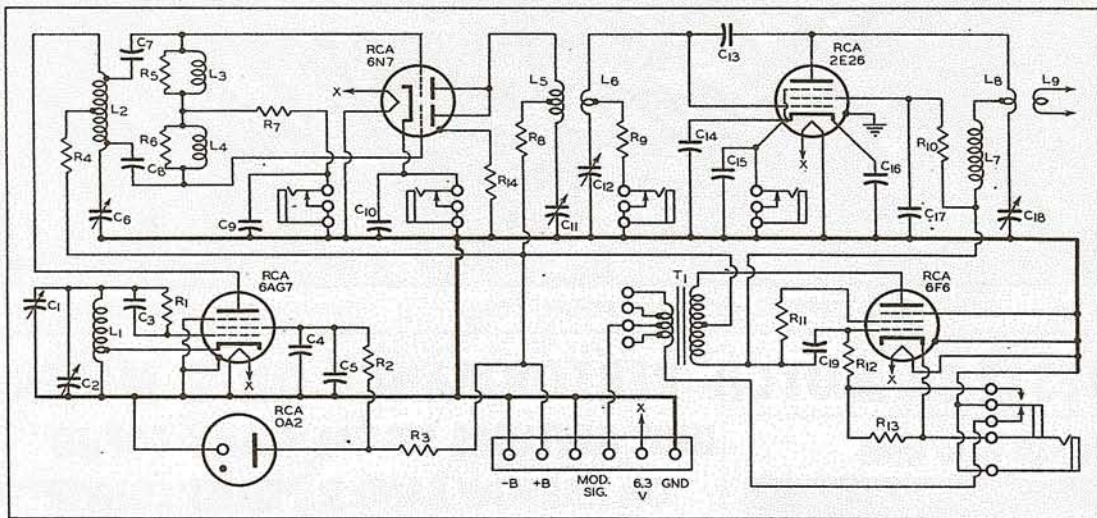 C7
R5
L3
L2
R4
R6
L4
C8
C6
R7
C9
C10
X
RCA
6N7
R14
L5
R8
C11
L6
R9
C12
C13
C14
C15
RCA
2E26
X
C16
R10
C17
L7
L8
L9
C18
C1
C2
L1
C3
R1
RCA
6AG7
X
C4
C5
R2
RCA
OA2
R3
-B +B MOD. SIG. 6.3 V GND
X
T1
R11
C19
R12
RCA
6F6
X
R13